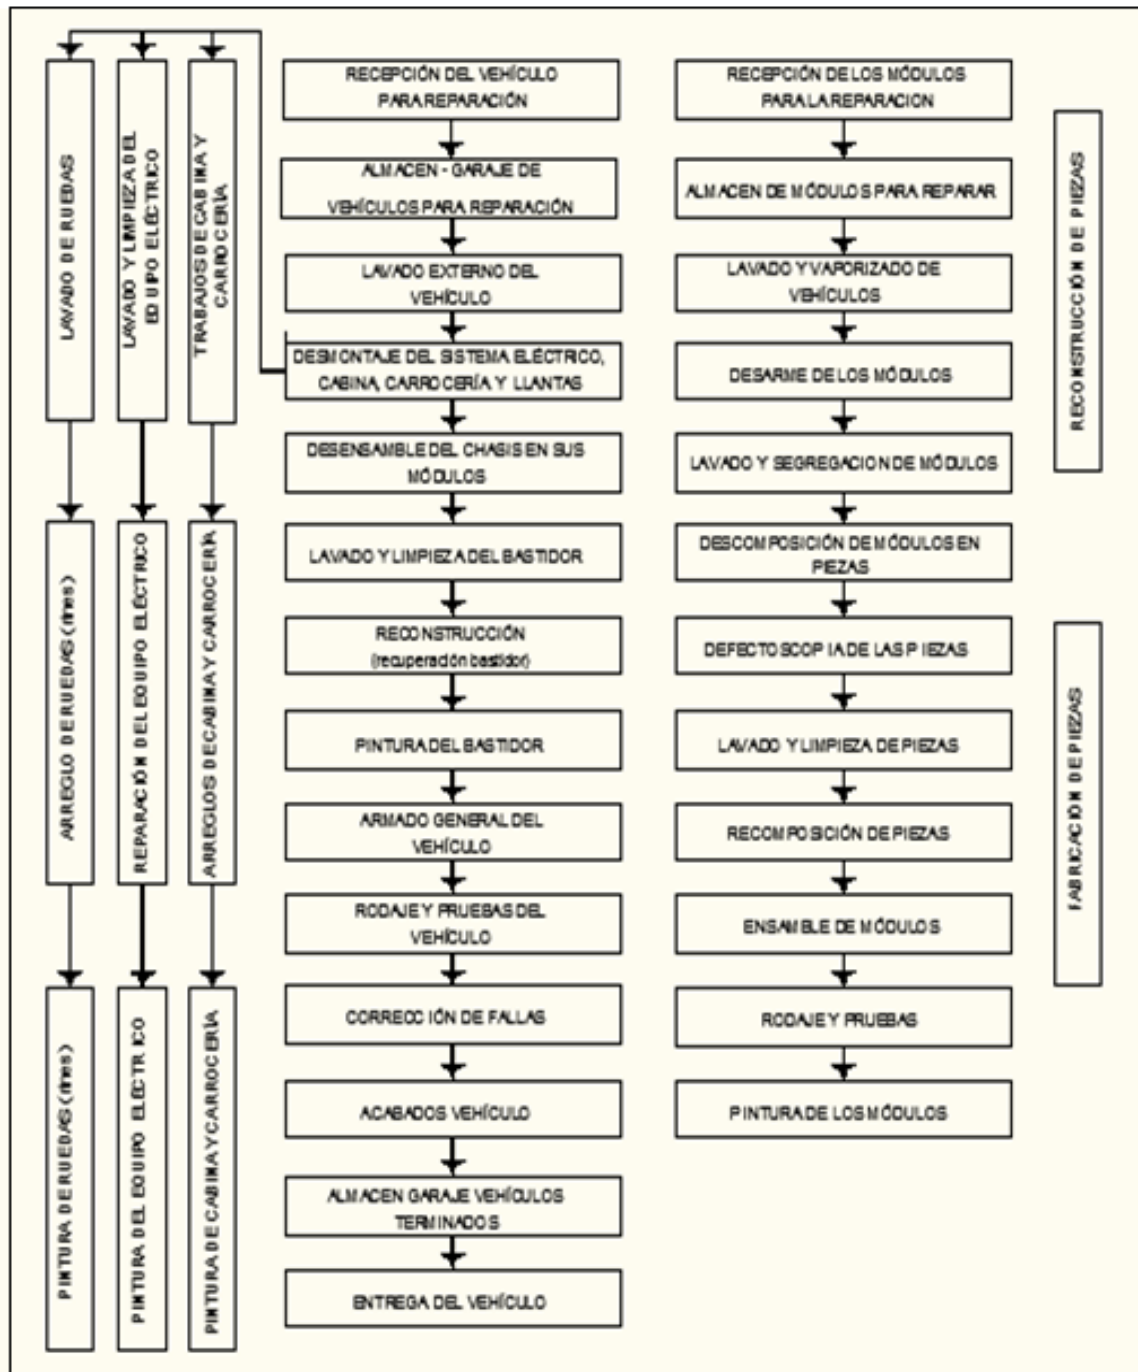 LAVADO DE RUEDAS
LAVADO Y LIMPIEZA DEL
EQUIPO ELÉCTRICO
TRABAJOS DE CABINA Y
CARROCERÍA
ARREGLO DE RUEDAS (rines)
REPARACIÓN DEL EQUIPO ELÉCTRICO
ARREGLOS DE CABINA Y CARROCERÍA
PINTURA DE RUEDAS (rines)
PINTURA DEL EQUIPO ELÉCTRICO
PINTURA DE CABINA Y CARROCERÍA
RECEPCIÓN DEL VEHÍCULO
PARA REPARACIÓN
ALMACEN - GARAJE DE
VEHÍCULOS PARA REPARACIÓN
LAVADO EXTERNO DEL
VEHÍCULO
DESMONTAJE DEL SISTEMA ELÉCTRICO,
CABINA, CARROCERÍA Y LLANTAS
DESENSAMBLE DEL CHASIS EN SUS
MÓDULOS
LAVADO Y LIMPIEZA DEL BASTIDOR
RECONSTRUCCIÓN
(recuperación bastidor)
PINTURA DEL BASTIDOR
ARMADO GENERAL DEL
VEHÍCULO
RODAJE Y PRUEBAS DEL
VEHÍCULO
CORRECCIÓN DE FALLAS
ACABADOS VEHÍCULO
ALMACEN GARAJE VEHÍCULOS
TERMINADOS
ENTREGA DEL VEHÍCULO
RECEPCIÓN DE LOS MÓDULOS
PARA LA REPARACION
ALMACEN DE MÓDULOS PARA REPARAR
LAVADO Y VAPORIZADO DE
VEHÍCULOS
DESARME DE LOS MÓDULOS
LAVADO Y SEGREGACION DE MÓDULOS
DESCOMPOSICIÓN DE MÓDULOS EN
PIEZAS
DEFECTOSCOPIA DE LAS PIEZAS
LAVADO Y LIMPIEZA DE PIEZAS
RECOMPOSICIÓN DE PIEZAS
ENSAMBLE DE MÓDULOS
RODAJE Y PRUEBAS
PINTURA DE LOS MÓDULOS
RECONSTRUCCIÓN DE PIEZAS
FABRICACIÓN DE PIEZAS